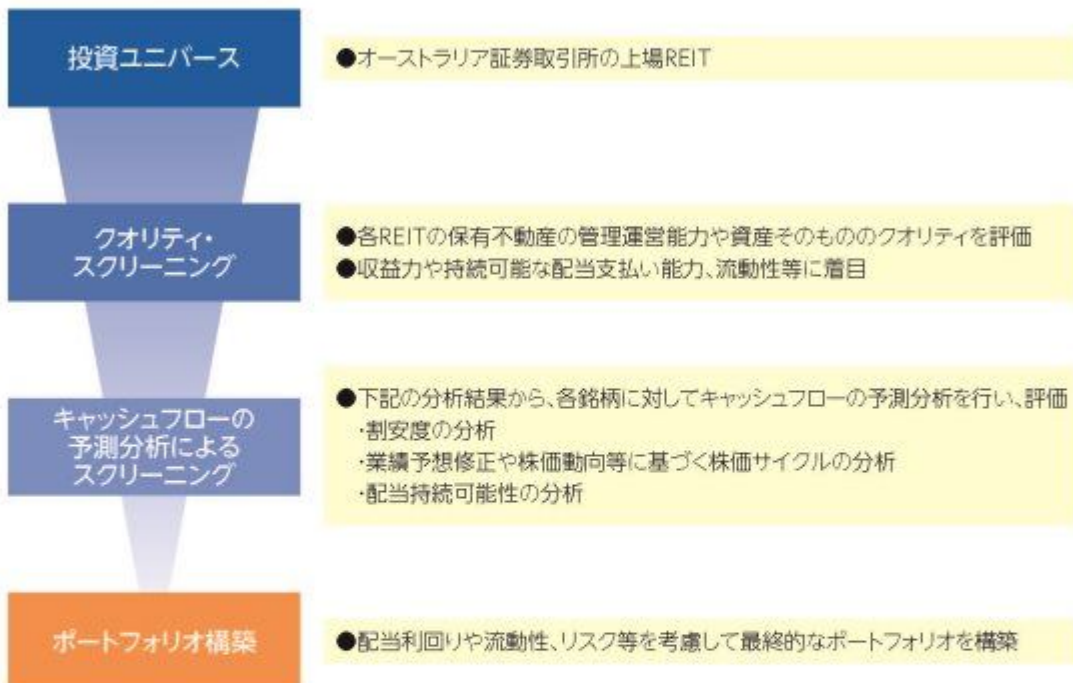 投資ユニバース
●オーストラリア証券取引所の上場REIT
クオリティ・
スクリーニング
●各REITの保有不動産の管理運営能力や資産そのもののクオリティを評価
●収益力や持続可能な配当支払い能力、流動性等に着目
キャッシュフローの
予測分析による
スクリーニング
●下記の分析結果から、各銘柄に対してキャッシュフローの予測分析を行い、評価
・割安度の分析
・業績予想修正や株価動向等に基づく株価サイクルの分析
・配当持続可能性の分析
ポートフォリオ構築
●配当利回りや流動性、リスク等を考慮して最終的なポートフォリオを構築